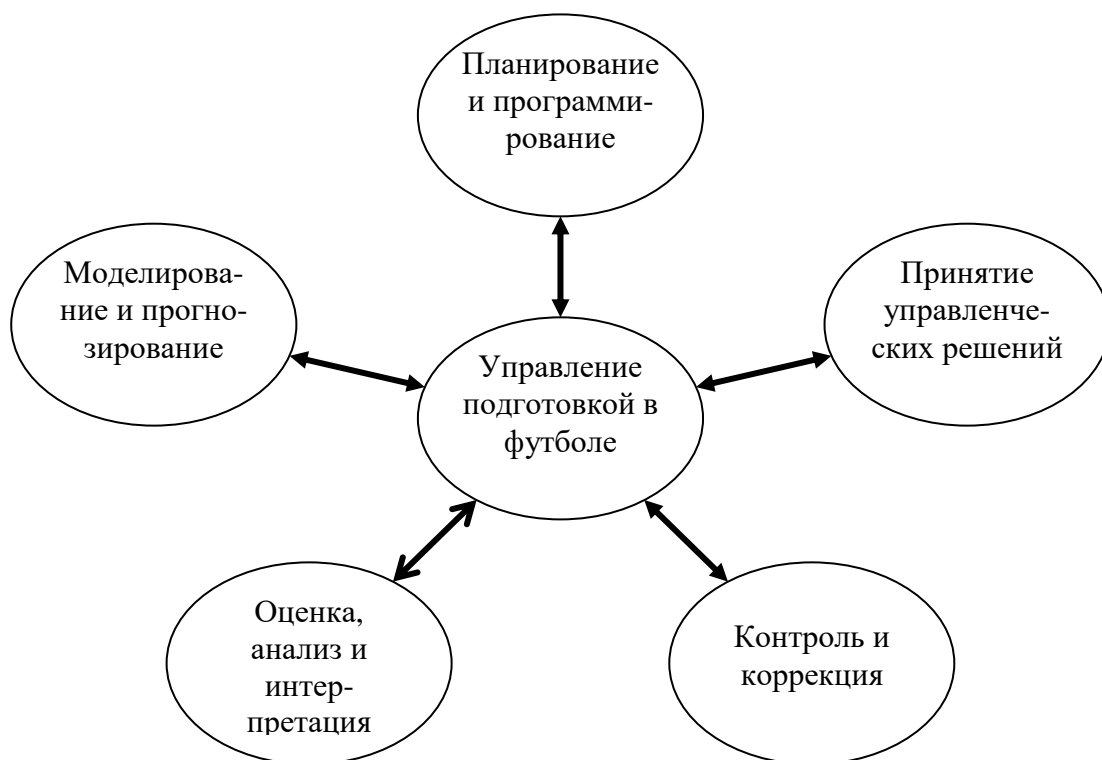 Планирование
и программи-
рование
Моделирова-
ние и прогно-
зирование
Принятие
управленче-
ских решений
Управление
подготовкой в
футболе
Оценка,
анализ и
интер-
претация
Контроль и
коррекция